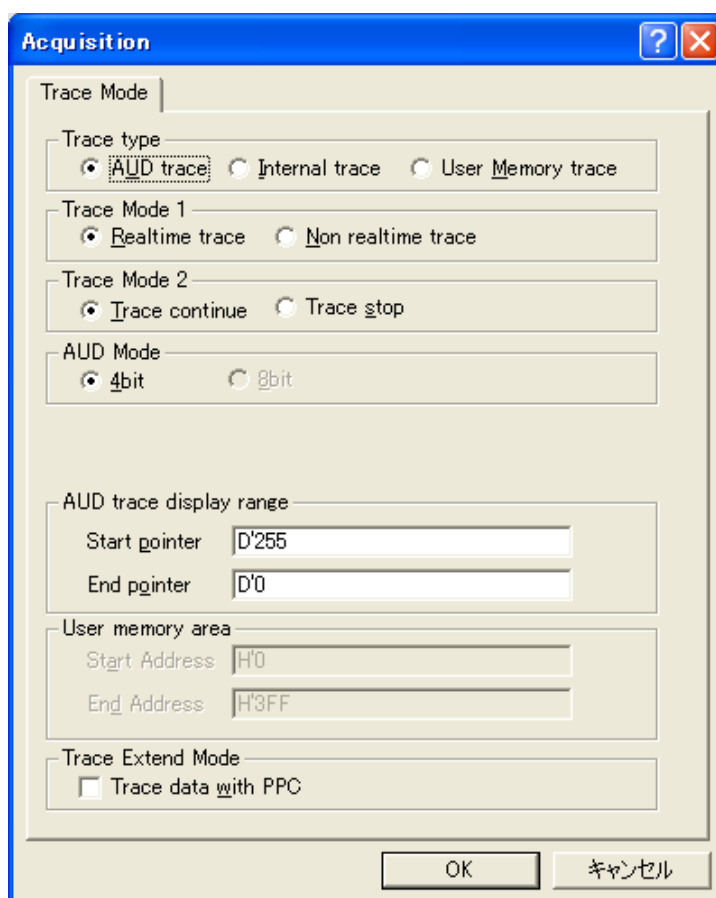 Acquisition
Trace Mode
Trace type
AUD trace Internal trace User Memory trace
Trace Mode 1
Realtime trace Non realtime trace
Trace Mode 2
Trace continue Trace stop
AUD Mode
4bit 8bit
AUD trace display range
Start pointer D'255
End pointer D'0
User memory area
Start Address H'0
End Address H'3FF
Trace Extend Mode
Trace data with PPC
OK キャンセル